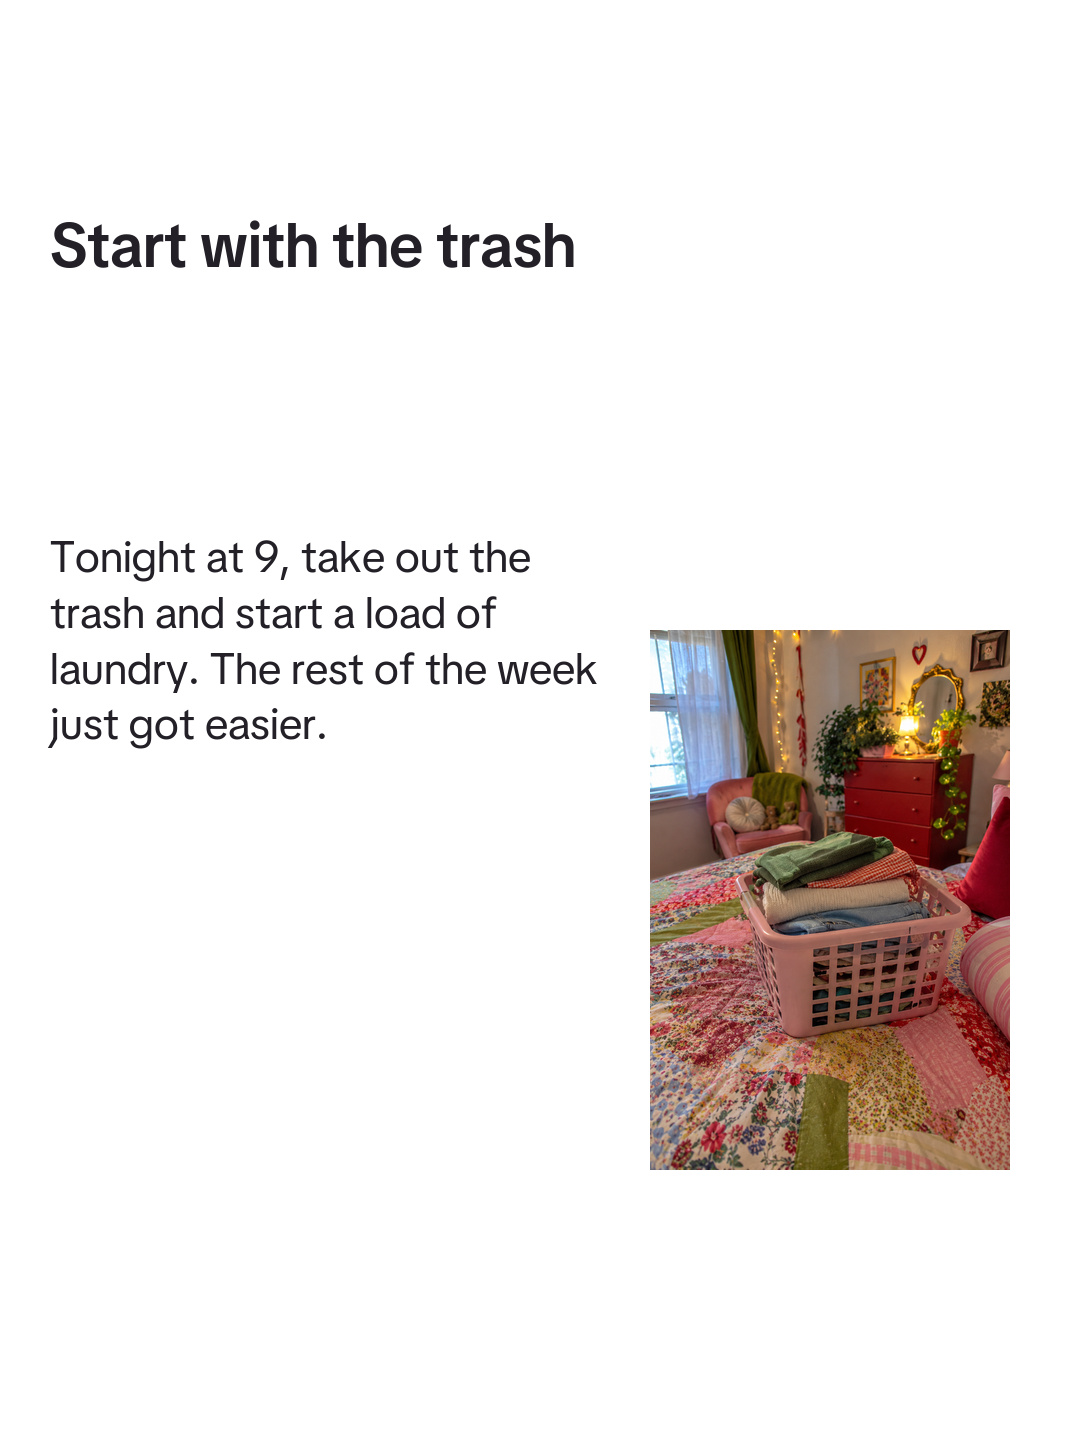 Start with the trash
Tonight at 9, take out the
trash and start a load of
laundry. The rest of the week
just got easier.